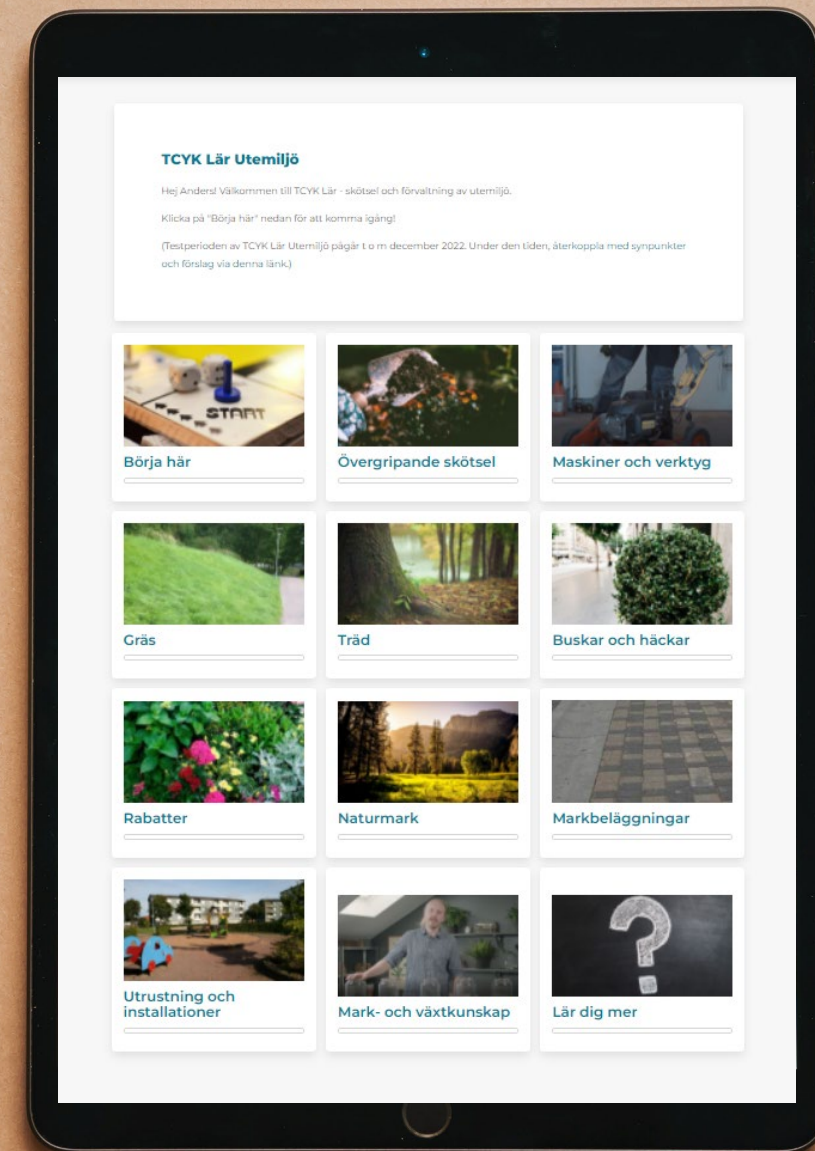 TCYK Lär Utemiljö
Hej Anders! Välkommen till TCYK Lär - skötsel och förvaltning av utemiljö.
Klicka på "Börja här" nedan för att komma igång!
(Testperioden av TCYK Lär Utemiljö pågår t o m december 2022. Under den tiden, återkoppla med synpunkter
och förslag via denna länk.)
START
Börja här
Övergripande skötsel
Maskiner och verktyg
Gräs
Träd
Buskar och häckar
Rabatter
Naturmark
Markbeläggningar
Utrustning och
installationer
Mark- och växtkunskap
Lär dig mer